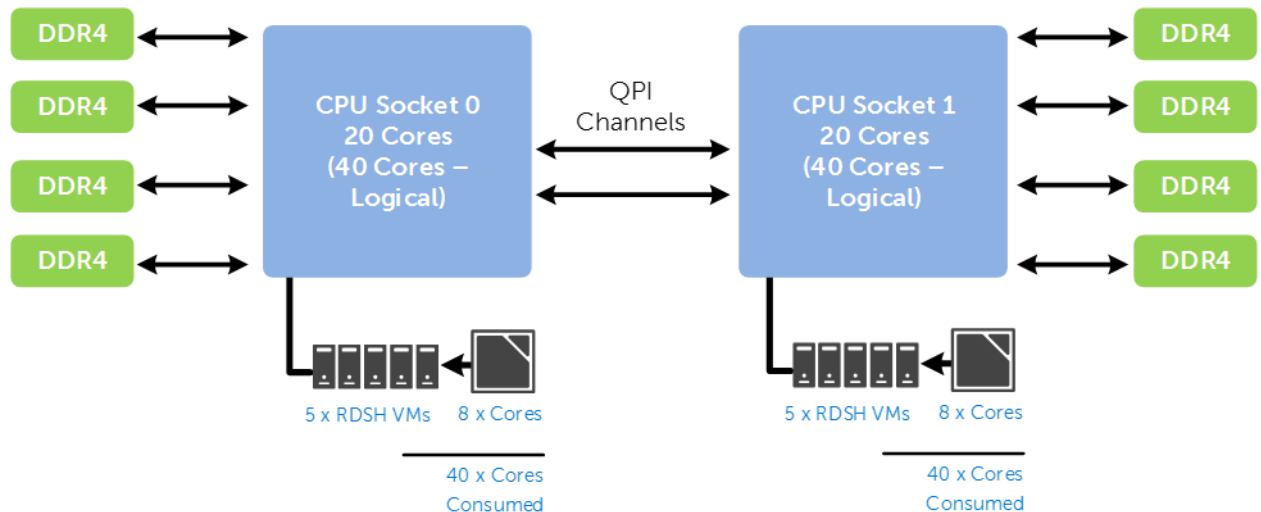 DDR4
DDR4
DDR4
DDR4
CPU Socket 0
20 Cores
(40 Cores –
Logical)
QPI
Channels
CPU Socket 1
20 Cores
(40 Cores –
Logical)
DDR4
DDR4
DDR4
DDR4
5 x RDSH VMs
8 x Cores
40 x Cores
Consumed
5 x RDSH VMs
8 x Cores
40 x Cores
Consumed